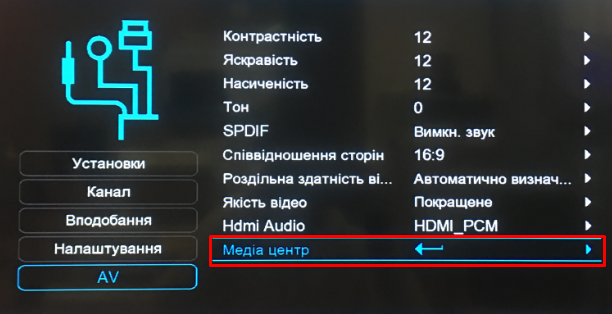 Контрастність 12
Яскравість 12
Насиченість 12
Тон 0
SPDIF Вимкн. звук
Співвідношення сторін 16:9
Роздільна здатність ві... Автоматично визнач...
Якість відео Покращене
Hdmi Audio HDMI_PCM
Медіа центр
Установки
Канал
Вподобання
Налаштування
AV